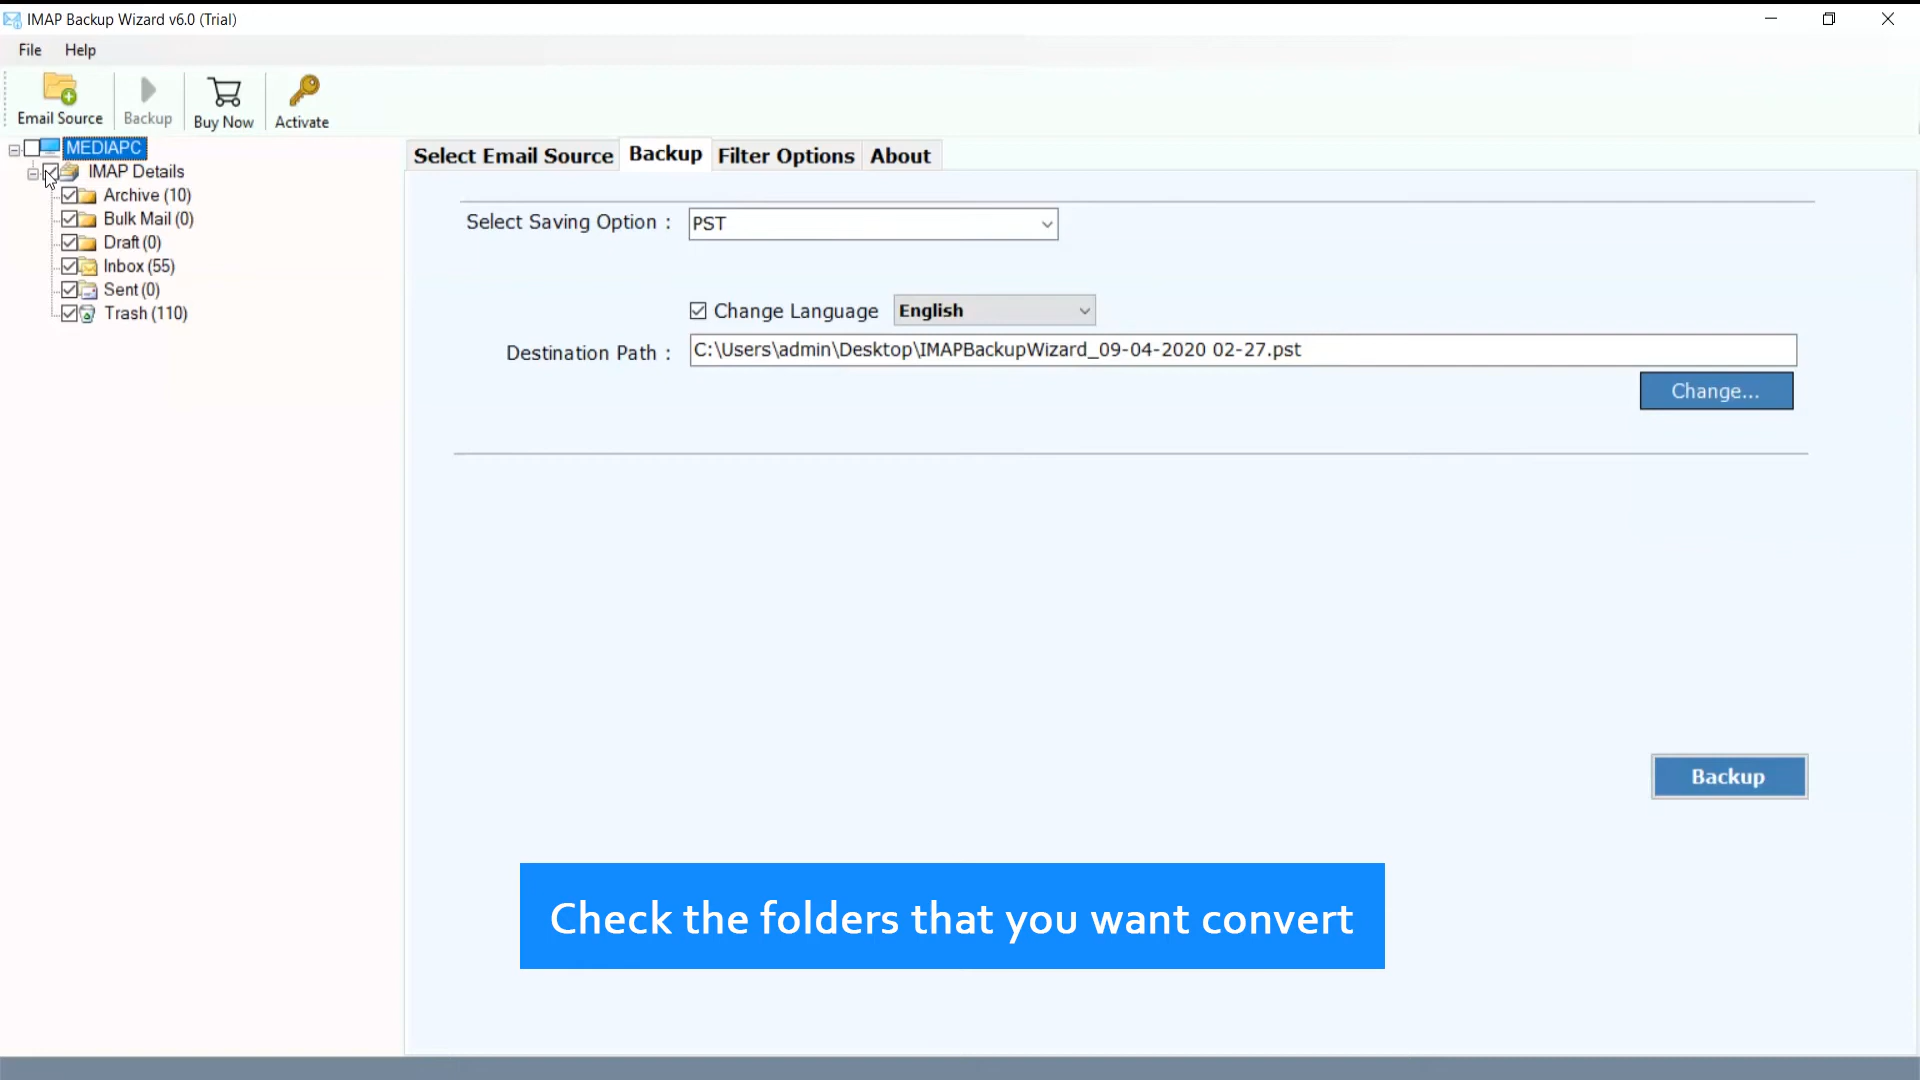 IMAP Backup Wizard v6.0 (Trial)
File Help
Email Source Backup Buy Now Activate
MEDIAPC
IMAP Details
Archive (10)
Bulk Mail (0)
Draft (0)
Inbox (55)
Sent (0)
Trash (110)
Select Email Source Backup Filter Options About
Select Saving Option : PST
Change Language English
Destination Path : C:\Users\admin\Desktop\IMAPBackupWizard_09-04-2020 02-27.pst
Change...
Backup
Check the folders that you want convert